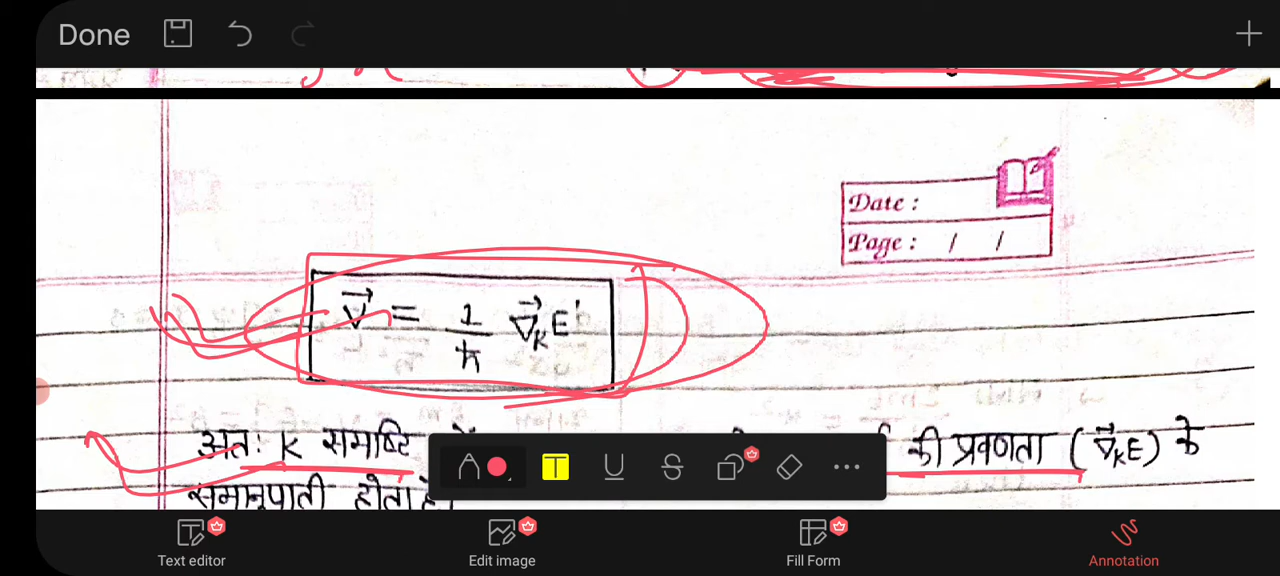 Done
Date :
Page : / /
v⃗ = 1/ħ ∇⃗ₖE
अतः K समष्टि की प्रवणता (∇⃗ₖE) के
समानुपाती होता है
Text editor
Edit image
Fill Form
Annotation